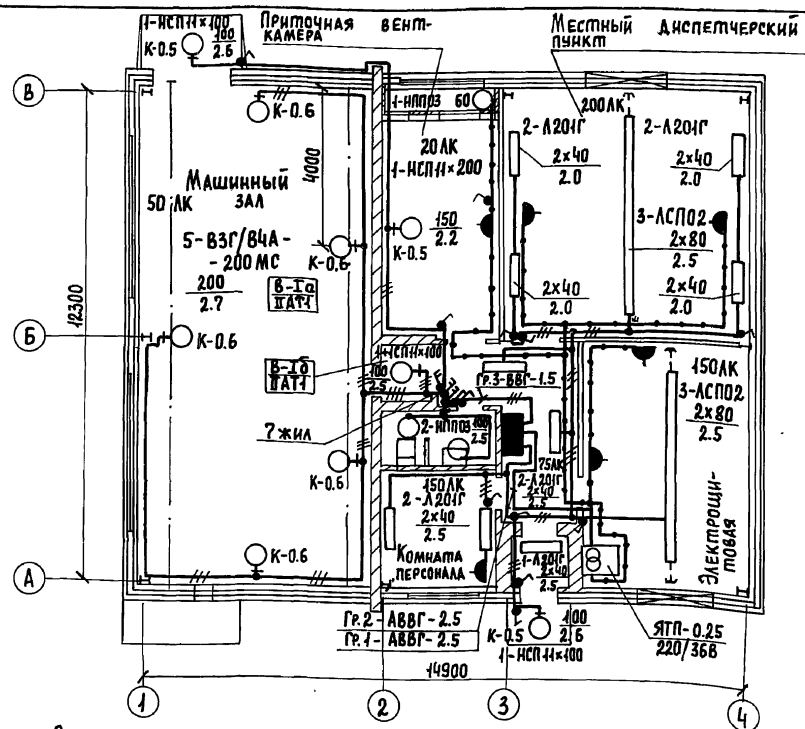 1-НСП11×100
100
2.6
К-0.5
Приточная вент-
камера
Местный диспетчерский
пункт
В
К-0.6
1-НПП03 60
200ЛК
2-Л201Г
2×40
2.0
2-Л201Г
2×40
2.0
20ЛК
1-НСП11×200
4000
Машинный
зал
50 ЛК
5-В3Г/В4А-
-200МС
200
2.7
К-0.6
В-Iа
ПАТ1
К-0.5
150
2.2
3-ЛСП02
2×80
2.5
2×40
2.0
2×40
2.0
12300
Б
К-0.6
1-НСП11×100
100
2.5
В-Iб
ПАТ1
Гр.3-ВВГ-1.5
150ЛК
3-ЛСП02
2×80
2.5
7 жил
2-НПП03
100
2.5
К-0.6
150ЛК
2-Л201Г
2×40
2.5
75ЛК
2-Л201Г
2×40
2.5
Комната
персонала
Электрощи-
товая
К-0.6
А
1-Л201Г
2×40
2.5
Гр.2-АВВГ-2.5
Гр.1-АВВГ-2.5
К-0.5
100
2.6
1-НСП11×100
ЯТП-0.25
220/36В
14900
1
2
3
4